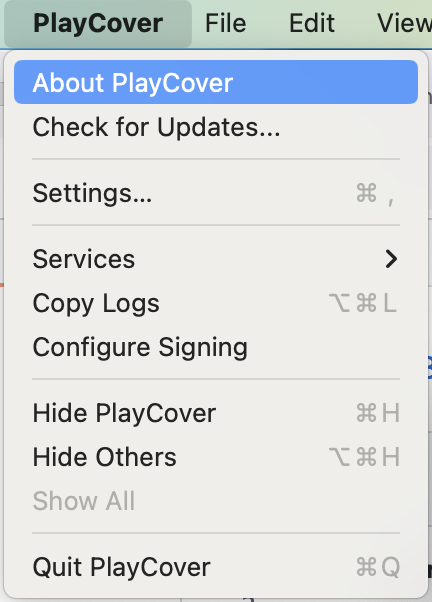 PlayCover File Edit View
About PlayCover
Check for Updates...
Settings... ⌘ ,
Services
Copy Logs ⌥⌘L
Configure Signing
Hide PlayCover ⌘H
Hide Others ⌥⌘H
Show All
Quit PlayCover ⌘Q